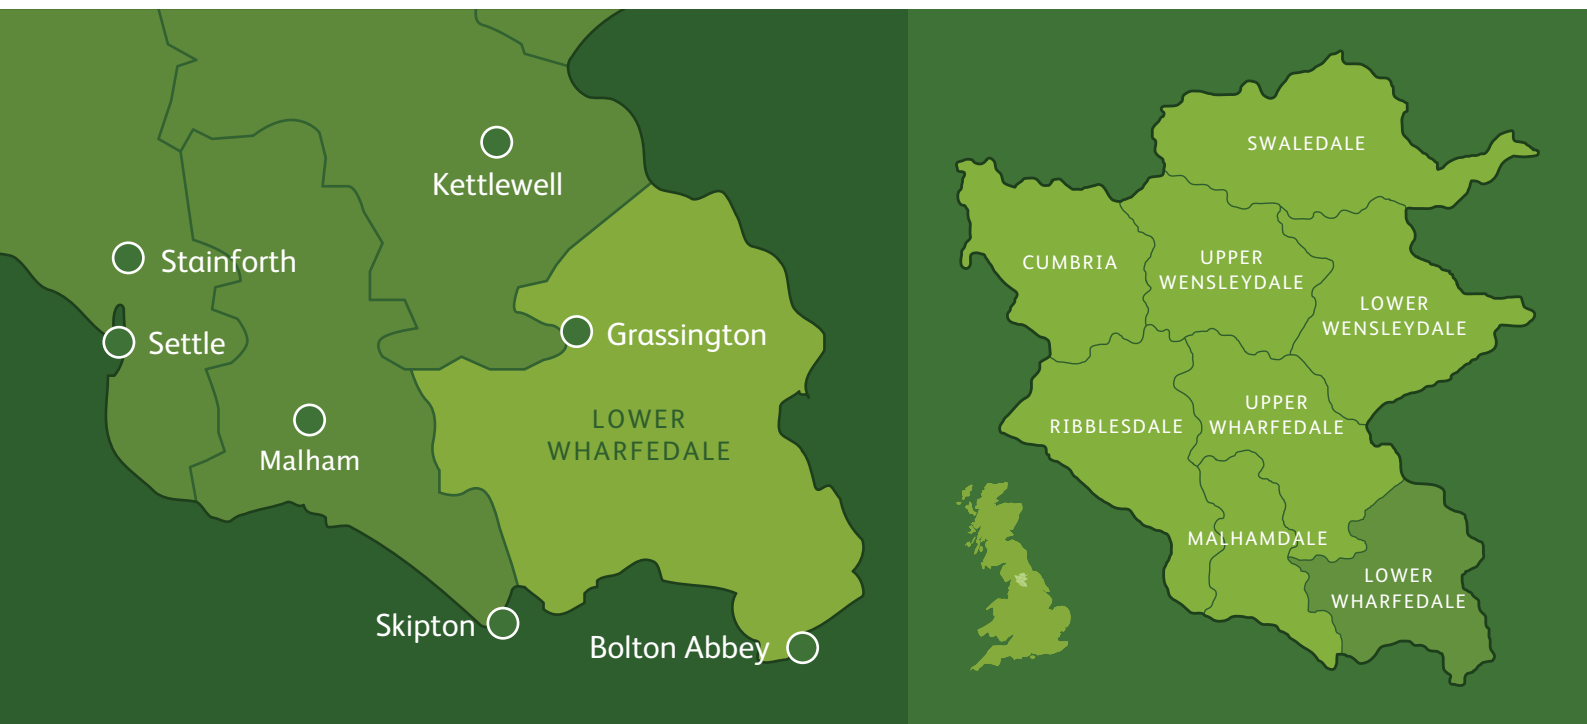 Kettlewell
Stainforth
Settle
Grassington
LOWER
WHARFEDALE
Malham
Skipton
Bolton Abbey
SWALEDALE
CUMBRIA
UPPER
WENSLEYDALE
LOWER
WENSLEYDALE
RIBBLESDALE
UPPER
WHARFEDALE
MALHAMDALE
LOWER
WHARFEDALE